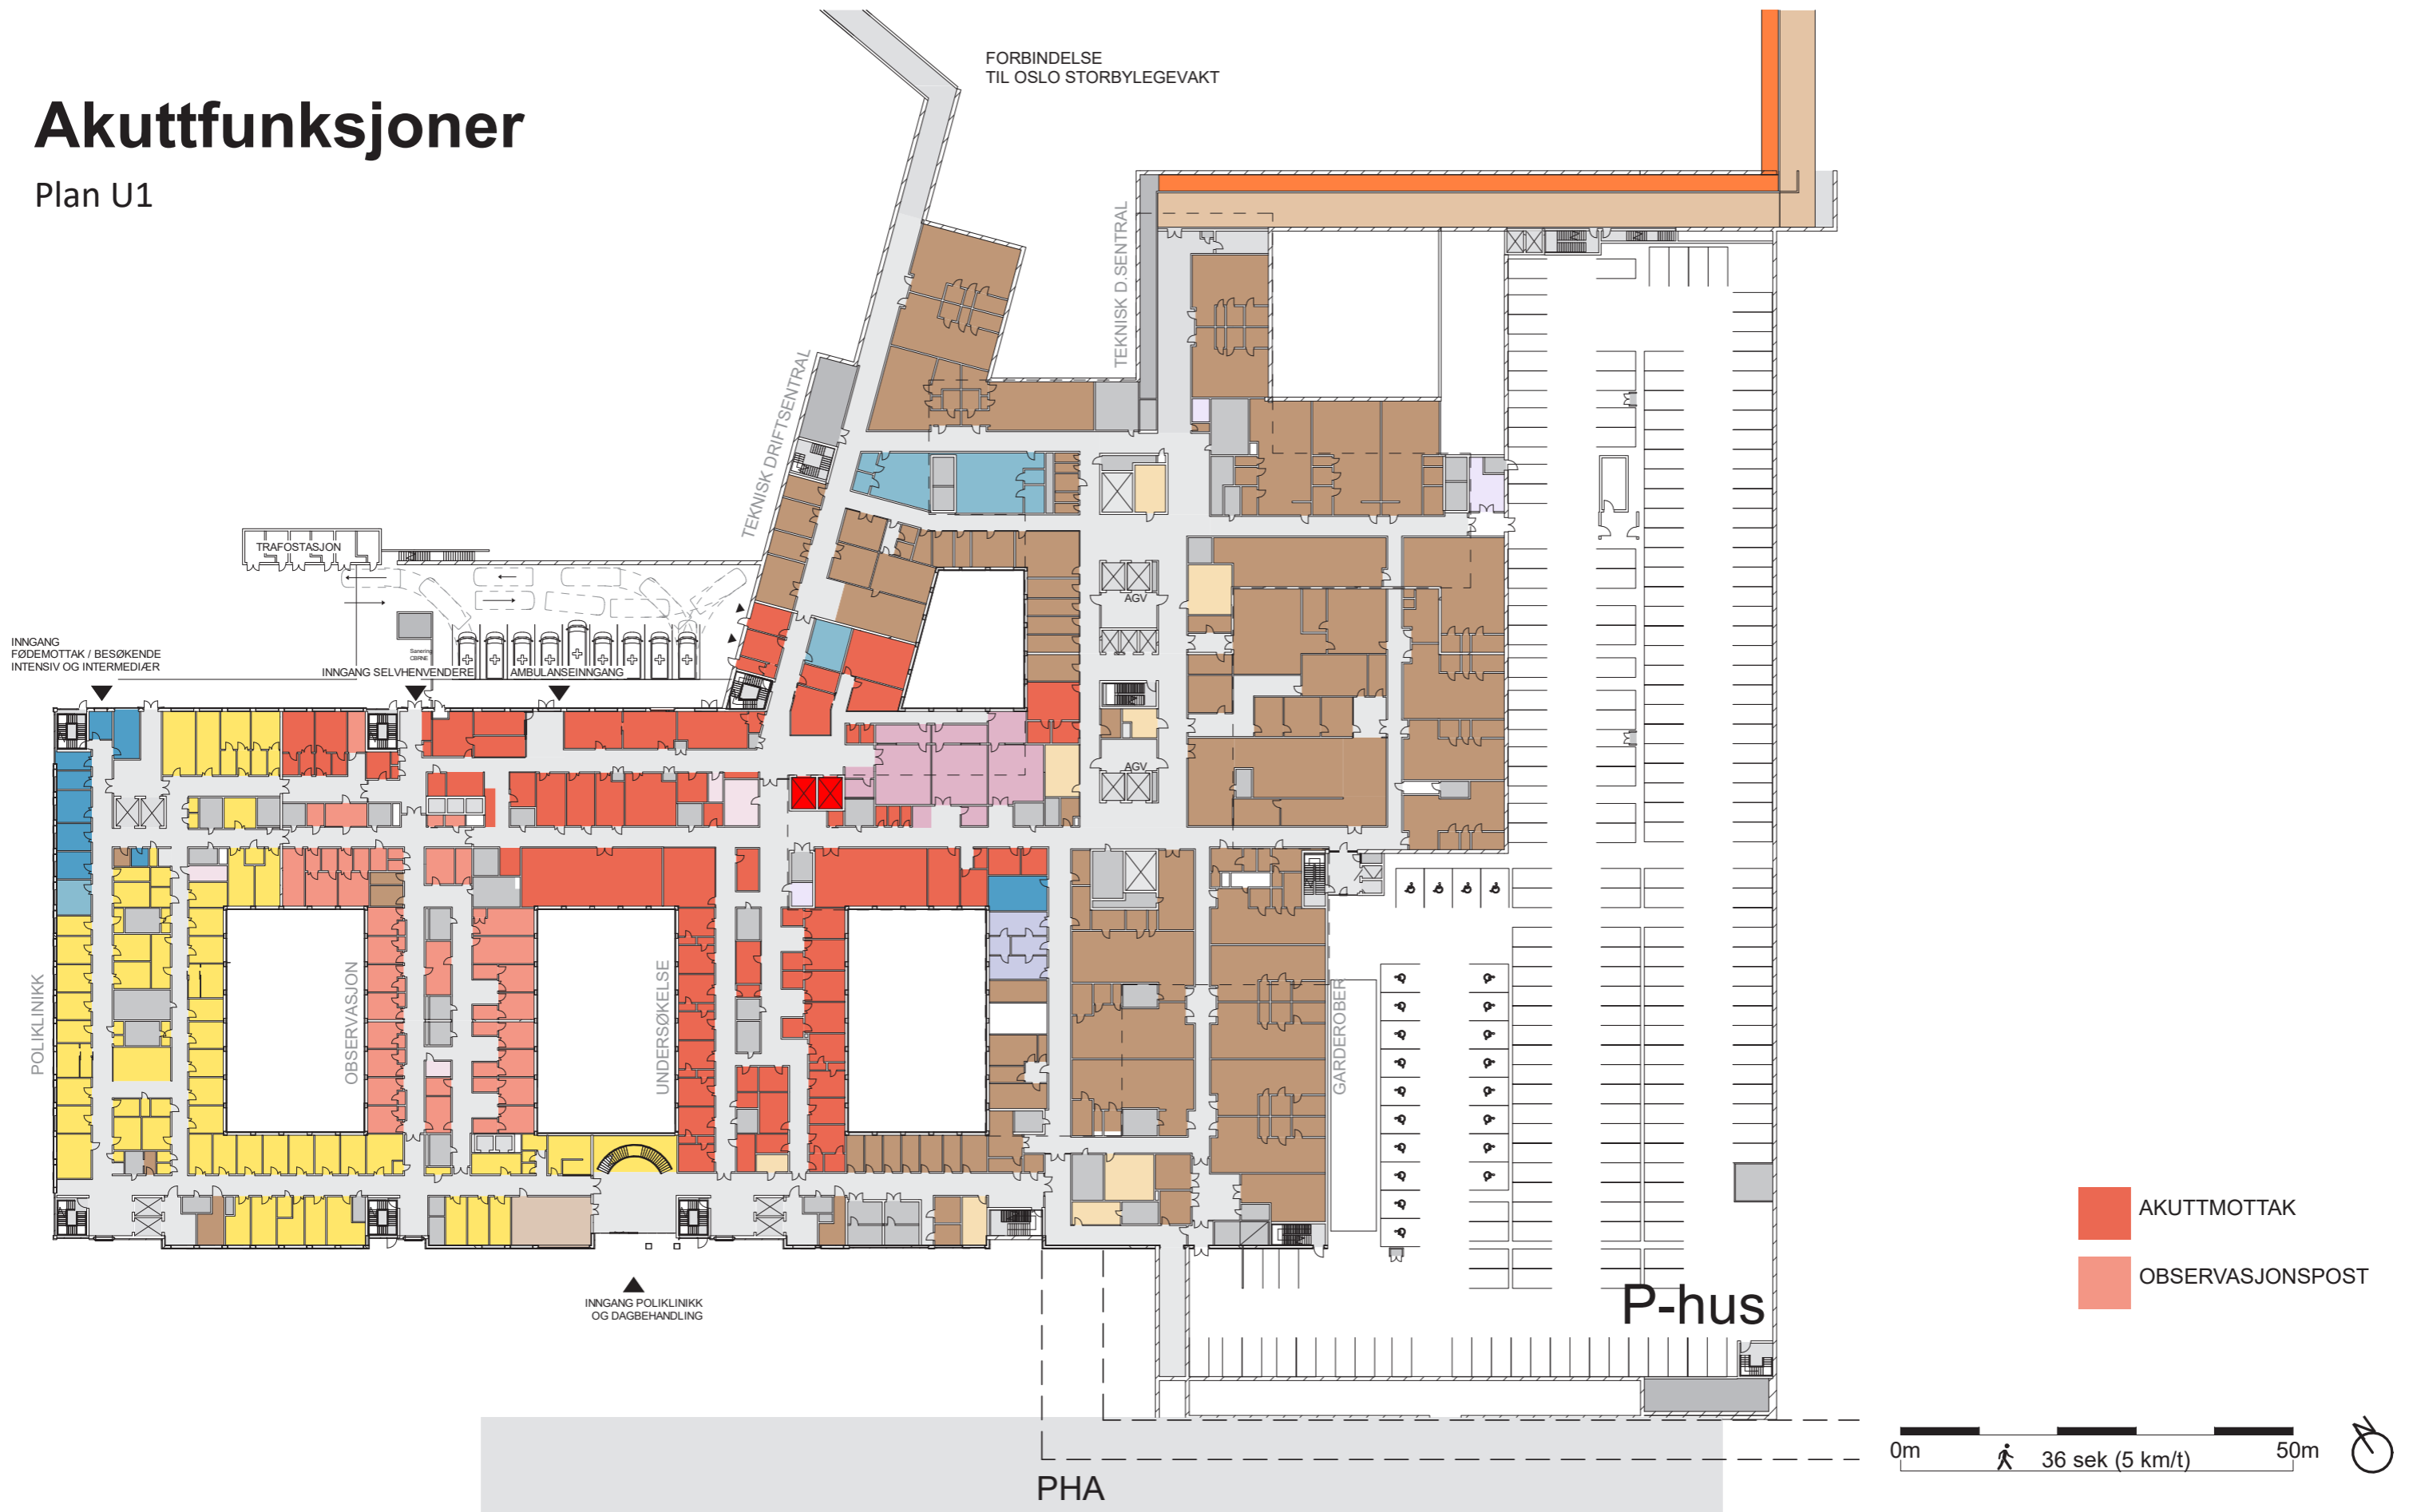 Akuttfunksjoner
Plan U1
FORBINDELSE
TIL OSLO STORBYLEGEVAKT
TEKNISK D.SENTRAL
TEKNISK DRIFTSENTRAL
TRAFOSTASJON
INNGANG
FØDEMOTTAK / BESØKENDE
INTENSIV OG INTERMEDIÆR
Sanering
CBRNE
INNGANG SELVHENVENDERE
AMBULANSEINNGANG
AGV
AGV
POLIKLINIKK
OBSERVASJON
UNDERSØKELSE
GARDEROBER
INNGANG POLIKLINIKK
OG DAGBEHANDLING
P-hus
PHA
AKUTTMOTTAK
OBSERVASJONSPOST
0m
36 sek (5 km/t)
50m
N